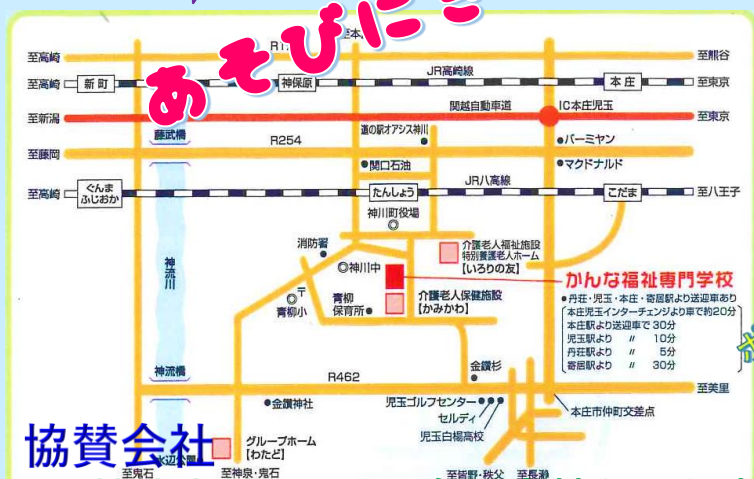 あそびにき
至本
R17
至高崎
至熊谷
JR高崎線
至高崎
新町
神保原
本庄
至東京
関越自動車道
IC本庄児玉
至新潟
至東京
藤武橋
道の駅オアシス神川
R254
●バーミヤン
至藤岡
●関口石油
●マクドナルド
JR八高線
至高崎
ぐんま
ふじおか
たんしょう
こだま
至八王子
神川町役場
◎
消防署
介護老人福祉施設
特別養護老人ホーム
【いろりの友】
◎神川中
神流川
かんな福祉専門学校
〒
◎
青柳小
青柳
保育所●
介護老人保健施設
【かみかわ】
●丹荘・児玉・本庄・寄居駅より送迎車あり
本庄児玉インターチェンジより車で約20分
本庄駅より送迎車で30分
児玉駅より 〃 10分
丹荘駅より 〃 5分
寄居駅より 〃 30分
神流橋
金鑚杉
R462
至美里
●金鑚神社
児玉ゴルフセンター
セルディ
児玉白楊高校
本庄市仲町交差点
協賛会社
グループホーム
【わたど】
水辺公園
至鬼石
至神泉・鬼石
至皆野・秩父
至長瀞